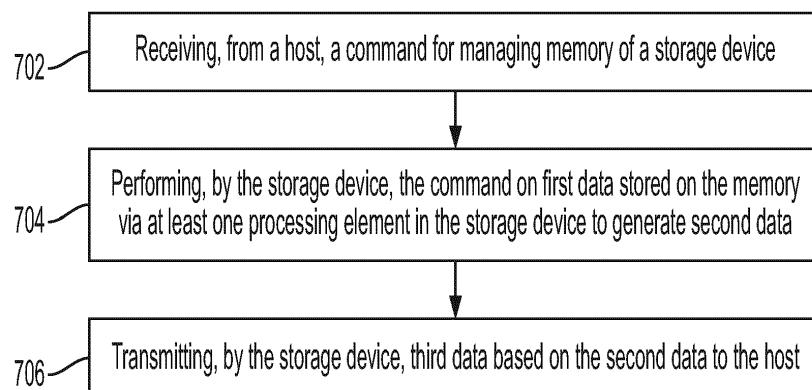 702
Receiving, from a host, a command for managing memory of a storage device
704
Performing, by the storage device, the command on first data stored on the memory
via at least one processing element in the storage device to generate second data
706
Transmitting, by the storage device, third data based on the second data to the host